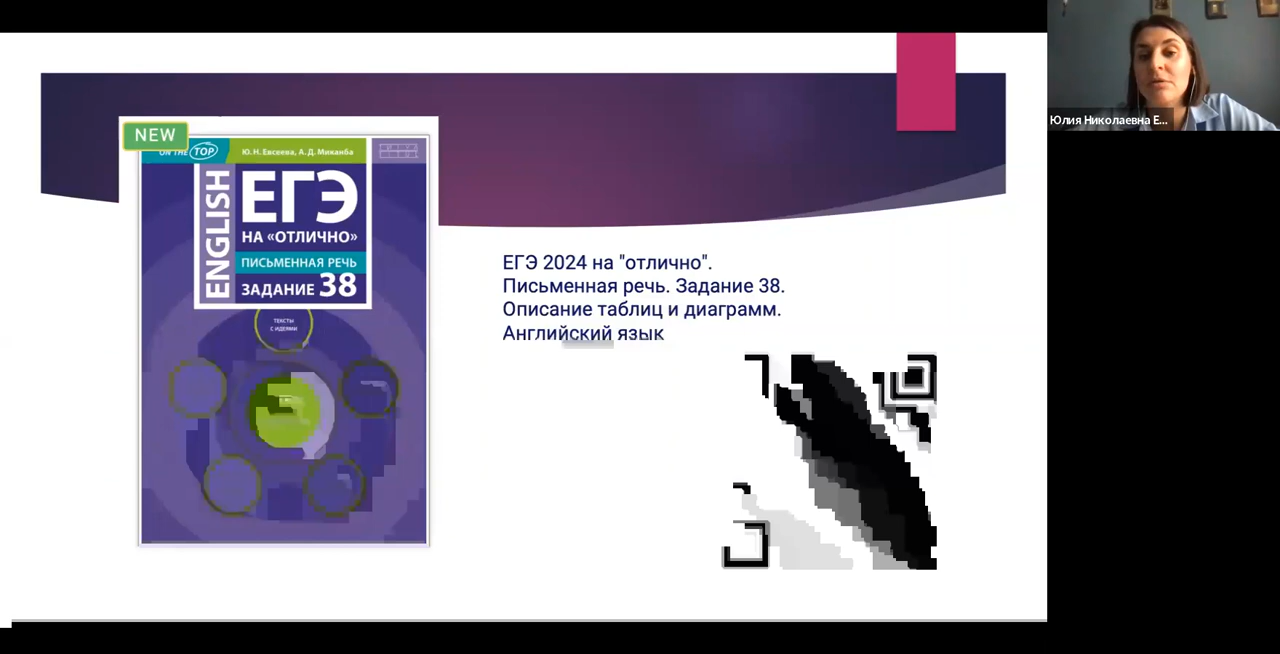 NEW
ON THE TOP
Ю. Н. Евсеева, А. Д. Миканба
ENGLISH
ЕГЭ
НА «ОТЛИЧНО»
ПИСЬМЕННАЯ РЕЧЬ
ЗАДАНИЕ 38
ТЕКСТЫ
С ИДЕЯМИ
ЕГЭ 2024 на "отлично".
Письменная речь. Задание 38.
Описание таблиц и диаграмм.
Английский язык
Юлия Николаевна Е...